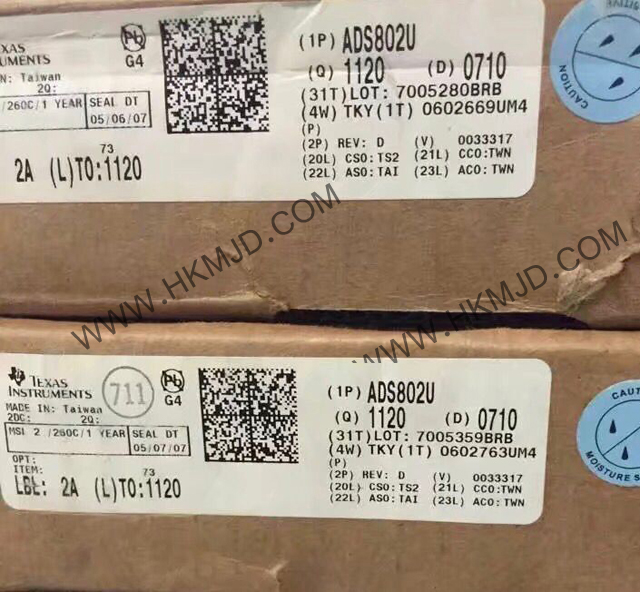 TEXAS
INSTRUMENTS
Pb
G4
IN: Taiwan
2Q:
/260C/1 YEAR
SEAL DT
05/06/07
73
2A (L)TO:1120
(1P) ADS802U
(Q) 1120 (D) 0710
(31T)LOT: 7005280BRB
(4W) TKY(1T) 0602669UM4
(P)
(2P) REV: D (V) 0033317
(20L) CSO:TS2 (21L) CCO:TWN
(22L) ASO:TAI (23L) ACO:TWN
CAUTION
WWW.HKMJD.COM
WWW.HKMJD.COM
TEXAS
INSTRUMENTS
711
Pb
G4
MADE IN: Taiwan
2DC: 2Q:
MSL 2 /260C/1 YEAR
SEAL DT
05/07/07
OPT:
ITEM:
73
LBL: 2A (L)TO:1120
(1P) ADS802U
(Q) 1120 (D) 0710
(31T)LOT: 7005359BRB
(4W) TKY(1T) 0602763UM4
(P)
(2P) REV: D (V) 0033317
(20L) CSO:TS2 (21L) CCO:TWN
(22L) ASO:TAI (23L) ACO:TWN
CAUT
MOISTURE S